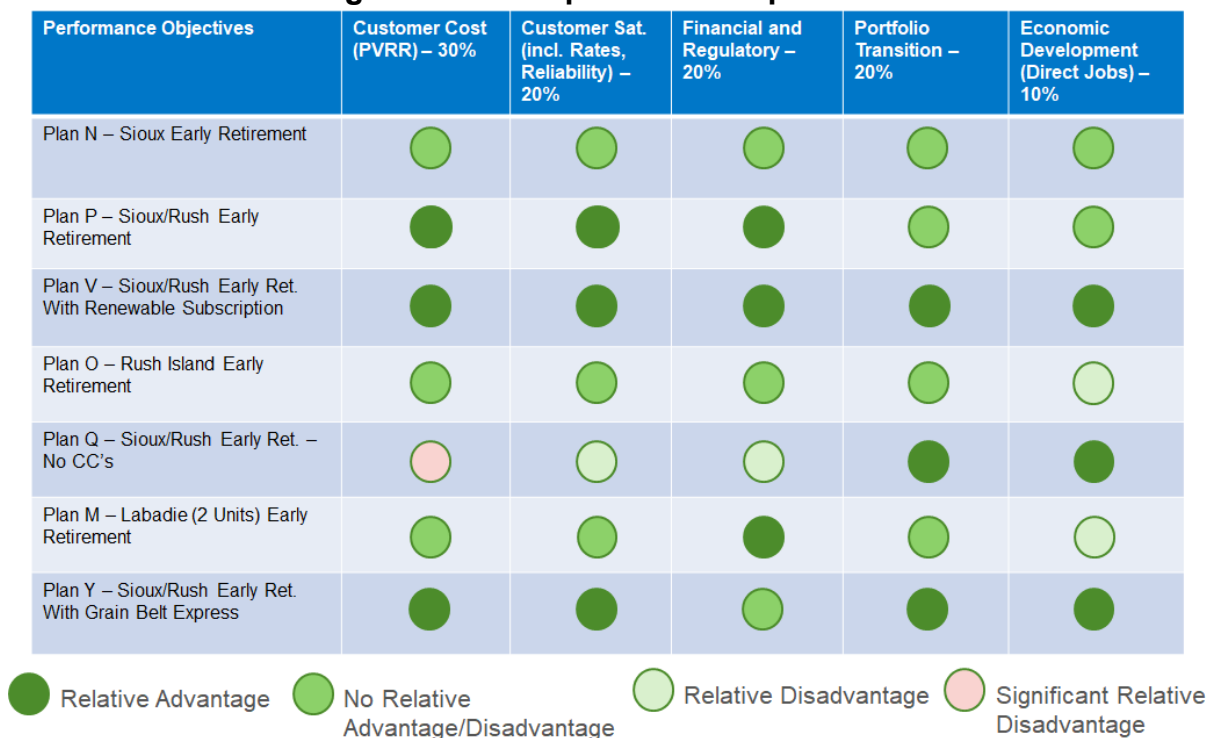 Performance Objectives
Customer Cost
(PVRR) – 30%
Customer Sat.
(incl. Rates,
Reliability) –
20%
Financial and
Regulatory –
20%
Portfolio
Transition –
20%
Economic
Development
(Direct Jobs) –
10%
Plan N – Sioux Early Retirement
Plan P – Sioux/Rush Early
Retirement
Plan V – Sioux/Rush Early Ret.
With Renewable Subscription
Plan O – Rush Island Early
Retirement
Plan Q – Sioux/Rush Early Ret. –
No CC's
Plan M – Labadie (2 Units) Early
Retirement
Plan Y – Sioux/Rush Early Ret.
With Grain Belt Express
Relative Advantage
No Relative
Advantage/Disadvantage
Relative Disadvantage
Significant Relative
Disadvantage